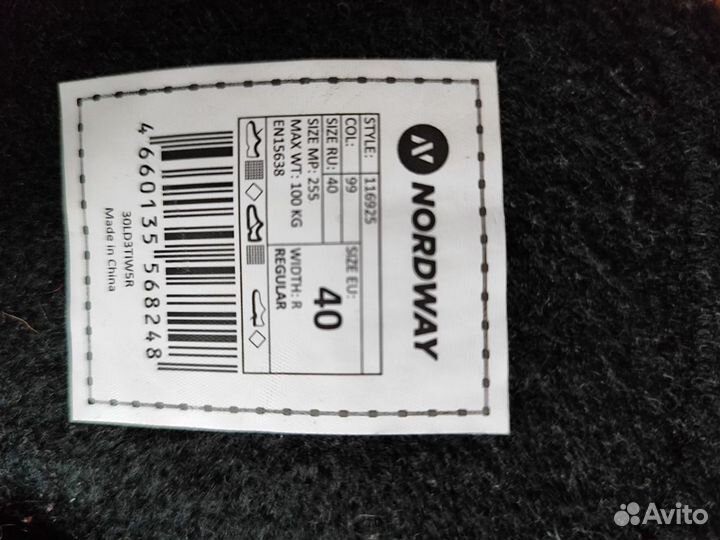 NORDWAY
STYLE: 116925
COL: 99 SIZE EU:
SIZE RU: 40 40
SIZE MP: 255
MAX WT: 100 KG WIDTH: R
EN15638 REGULAR
4 660135 568248
30LD3TIW5R
Made in China
Avito